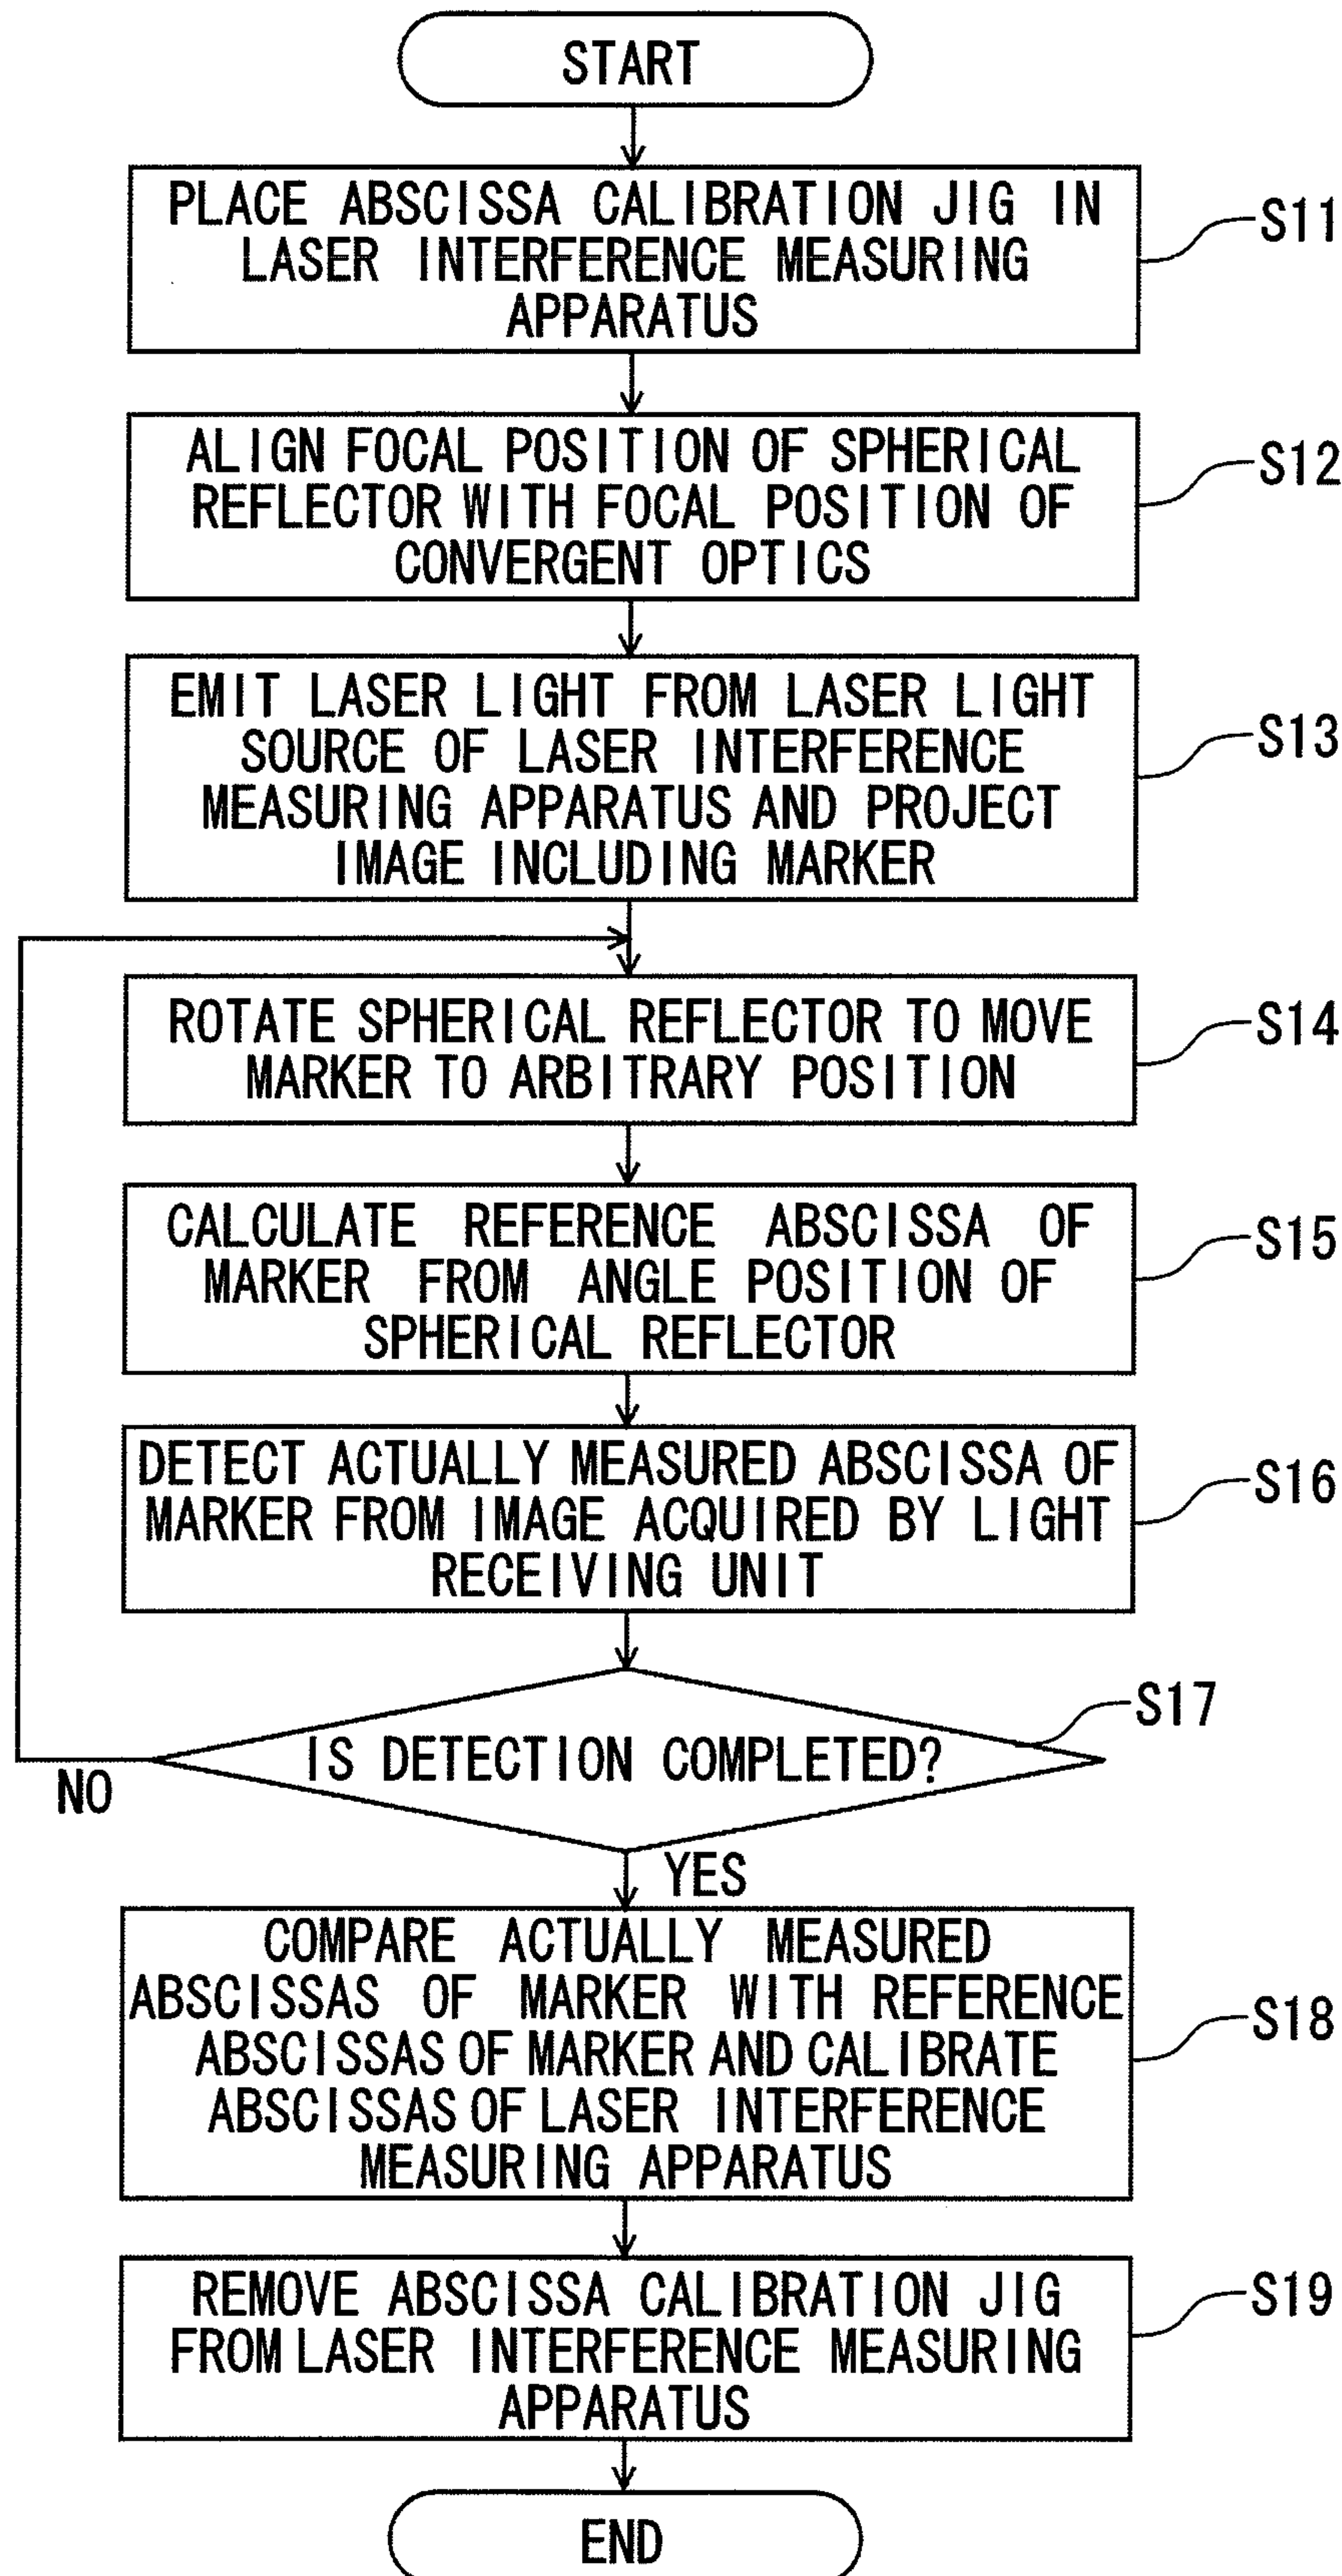 START
PLACE ABSCISSA CALIBRATION JIG IN
LASER INTERFERENCE MEASURING
APPARATUS
S11
ALIGN FOCAL POSITION OF SPHERICAL
REFLECTOR WITH FOCAL POSITION OF
CONVERGENT OPTICS
S12
EMIT LASER LIGHT FROM LASER LIGHT
SOURCE OF LASER INTERFERENCE
MEASURING APPARATUS AND PROJECT
IMAGE INCLUDING MARKER
S13
ROTATE SPHERICAL REFLECTOR TO MOVE
MARKER TO ARBITRARY POSITION
S14
CALCULATE REFERENCE ABSCISSA OF
MARKER FROM ANGLE POSITION OF
SPHERICAL REFLECTOR
S15
DETECT ACTUALLY MEASURED ABSCISSA OF
MARKER FROM IMAGE ACQUIRED BY LIGHT
RECEIVING UNIT
S16
IS DETECTION COMPLETED?
S17
NO
YES
COMPARE ACTUALLY MEASURED
ABSCISSAS OF MARKER WITH REFERENCE
ABSCISSAS OF MARKER AND CALIBRATE
ABSCISSAS OF LASER INTERFERENCE
MEASURING APPARATUS
S18
REMOVE ABSCISSA CALIBRATION JIG
FROM LASER INTERFERENCE MEASURING
APPARATUS
S19
END